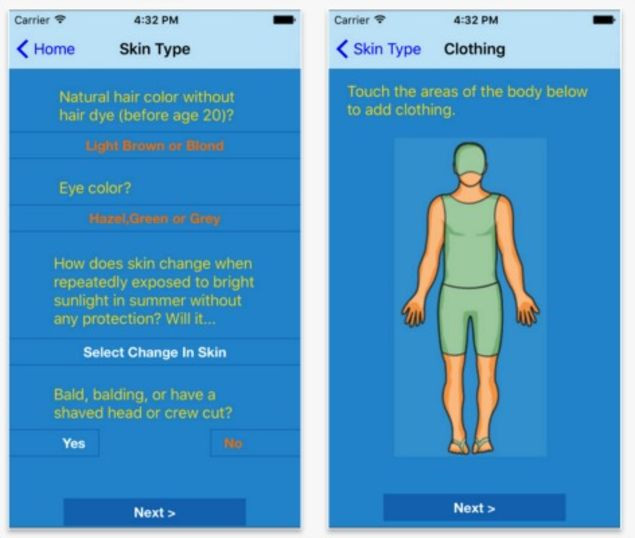 Carrier 4:32 PM
Home Skin Type
Natural hair color without
hair dye (before age 20)?
Light Brown or Blond
Eye color?
Hazel,Green or Grey
How does skin change when
repeatedly exposed to bright
sunlight in summer without
any protection? Will it...
Select Change In Skin
Bald, balding, or have a
shaved head or crew cut?
Yes No
Next >
Carrier 4:32 PM
Skin Type Clothing
Touch the areas of the body below
to add clothing.
Next >